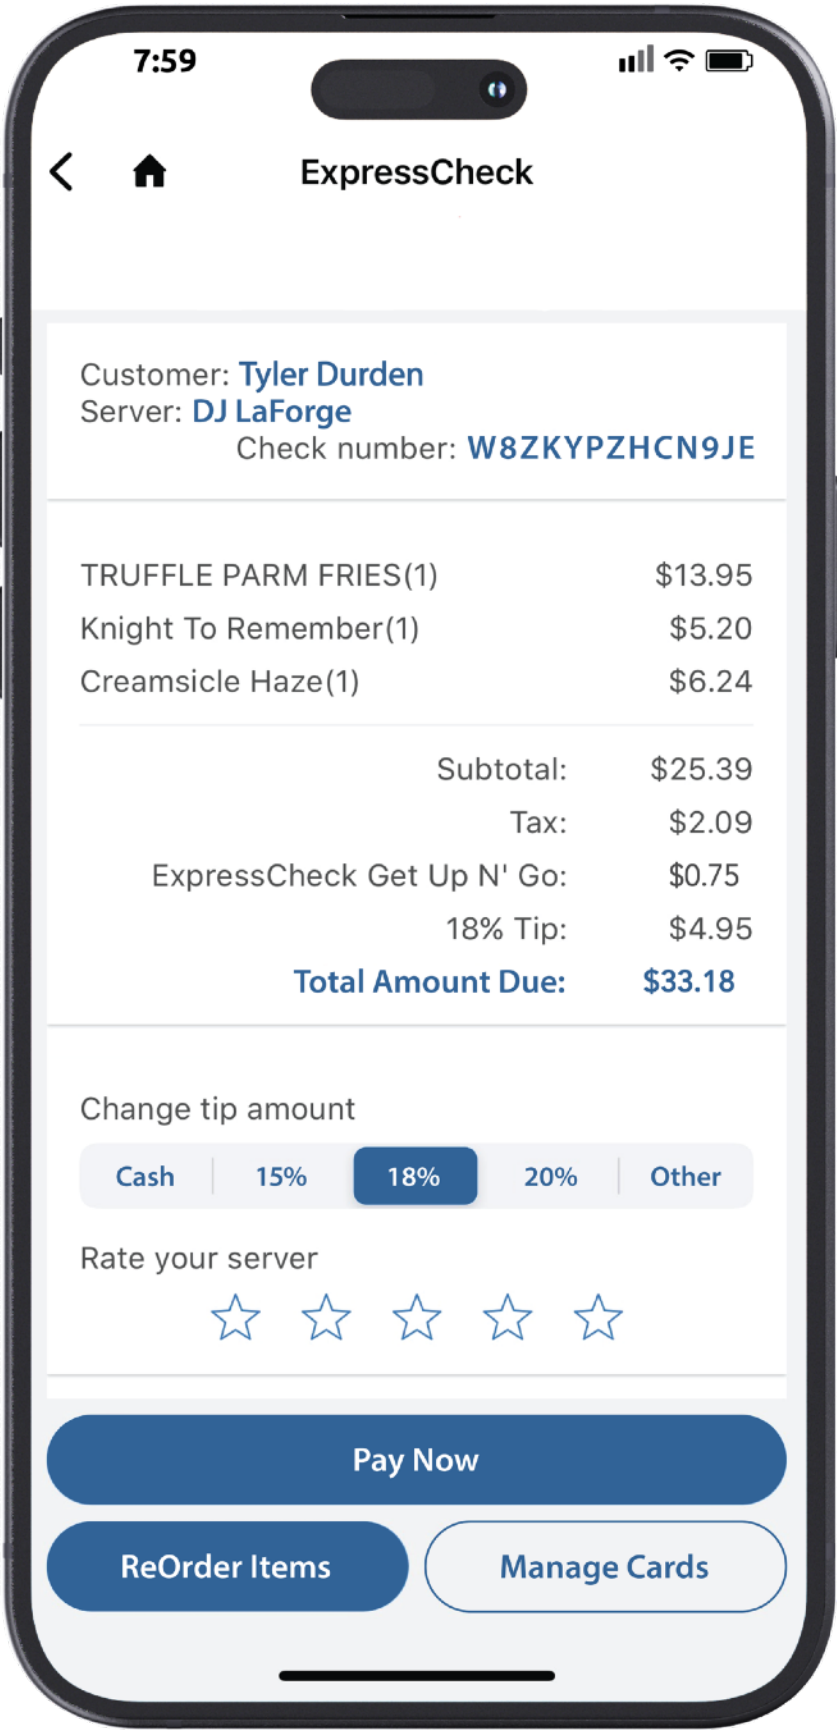 7:59
ExpressCheck
Customer: Tyler Durden
Server: DJ LaForge
Check number: W8ZKYPZHCN9JE
TRUFFLE PARM FRIES(1) $13.95
Knight To Remember(1) $5.20
Creamsicle Haze(1) $6.24
Subtotal: $25.39
Tax: $2.09
ExpressCheck Get Up N' Go: $0.75
18% Tip: $4.95
Total Amount Due: $33.18
Change tip amount
Cash 15% 18% 20% Other
Rate your server
Pay Now
ReOrder Items Manage Cards